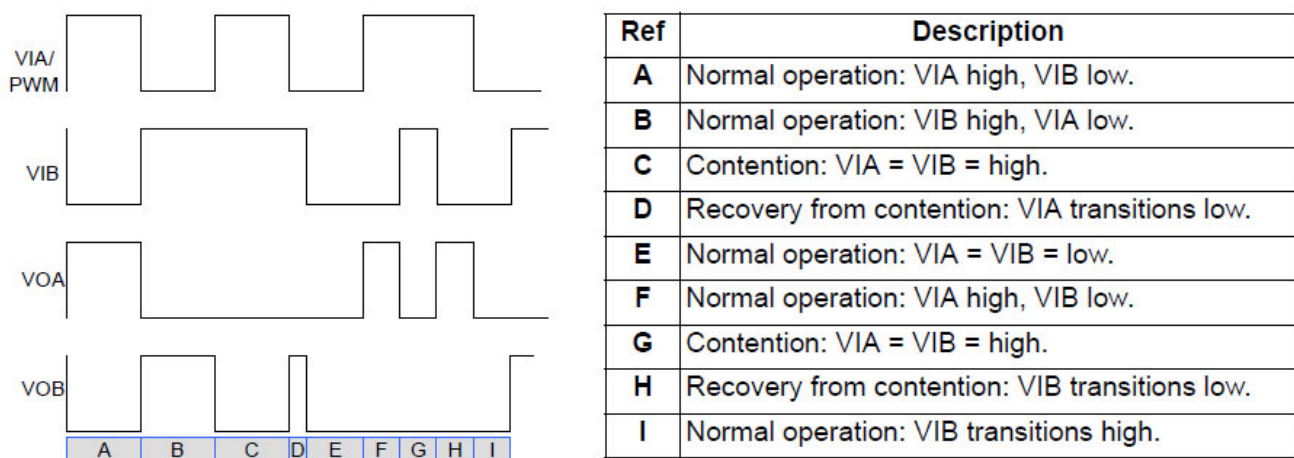 VIA/
PWM
VIB
VOA
VOB
A B C D E F G H I
Ref Description
A Normal operation: VIA high, VIB low.
B Normal operation: VIB high, VIA low.
C Contention: VIA = VIB = high.
D Recovery from contention: VIA transitions low.
E Normal operation: VIA = VIB = low.
F Normal operation: VIA high, VIB low.
G Contention: VIA = VIB = high.
H Recovery from contention: VIB transitions low.
I Normal operation: VIB transitions high.